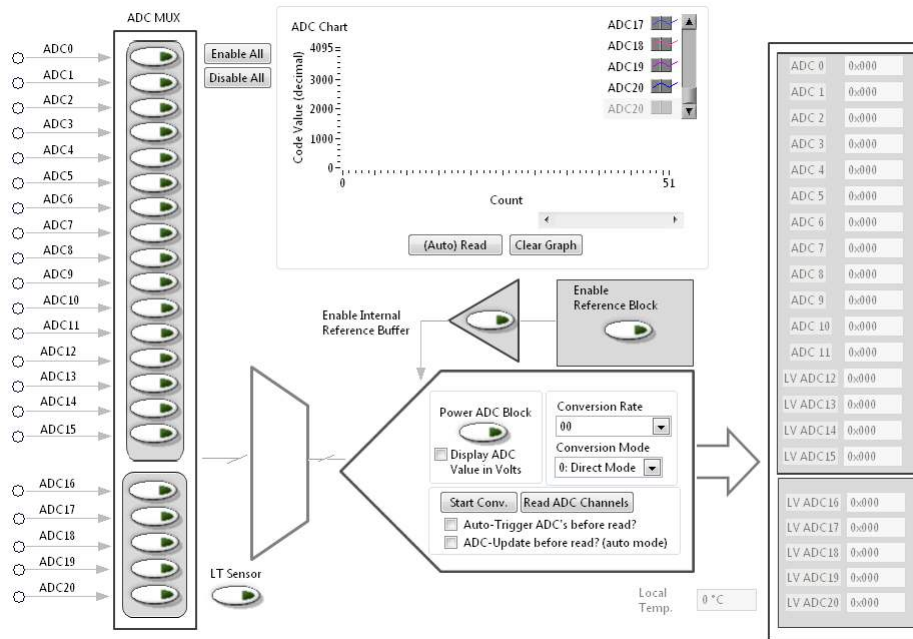 ADC MUX
ADC0
ADC1
ADC2
ADC3
ADC4
ADC5
ADC6
ADC7
ADC8
ADC9
ADC10
ADC11
ADC12
ADC13
ADC14
ADC15
ADC16
ADC17
ADC18
ADC19
ADC20
Enable All
Disable All
LT Sensor
ADC Chart
Code Value (decimal)
4095
3000
2000
1000
0
0
51
Count
ADC17
ADC18
ADC19
ADC20
ADC20
(Auto) Read
Clear Graph
Enable Internal
Reference Buffer
Enable
Reference Block
Power ADC Block
Display ADC
Value in Volts
Conversion Rate
00
Conversion Mode
0: Direct Mode
Start Conv.
Read ADC Channels
Auto-Trigger ADC's before read?
ADC-Update before read? (auto mode)
Local
Temp.
0 °C
ADC 0 0x000
ADC 1 0x000
ADC 2 0x000
ADC 3 0x000
ADC 4 0x000
ADC 5 0x000
ADC 6 0x000
ADC 7 0x000
ADC 8 0x000
ADC 9 0x000
ADC 10 0x000
ADC 11 0x000
LV ADC12 0x000
LV ADC13 0x000
LV ADC14 0x000
LV ADC15 0x000
LV ADC16 0x000
LV ADC17 0x000
LV ADC18 0x000
LV ADC19 0x000
LV ADC20 0x000